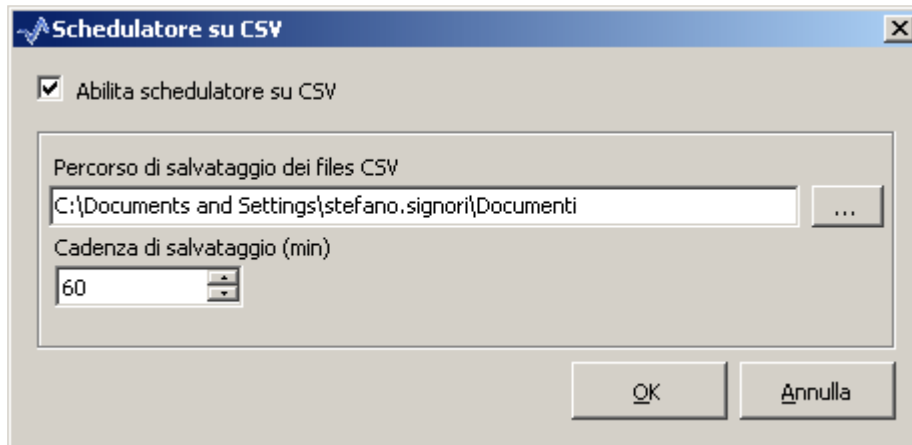 Schedulatore su CSV
Abilita schedulatore su CSV
Percorso di salvataggio dei files CSV
C:\Documents and Settings\stefano.signori\Documenti
...
Cadenza di salvataggio (min)
60
OK
Annulla